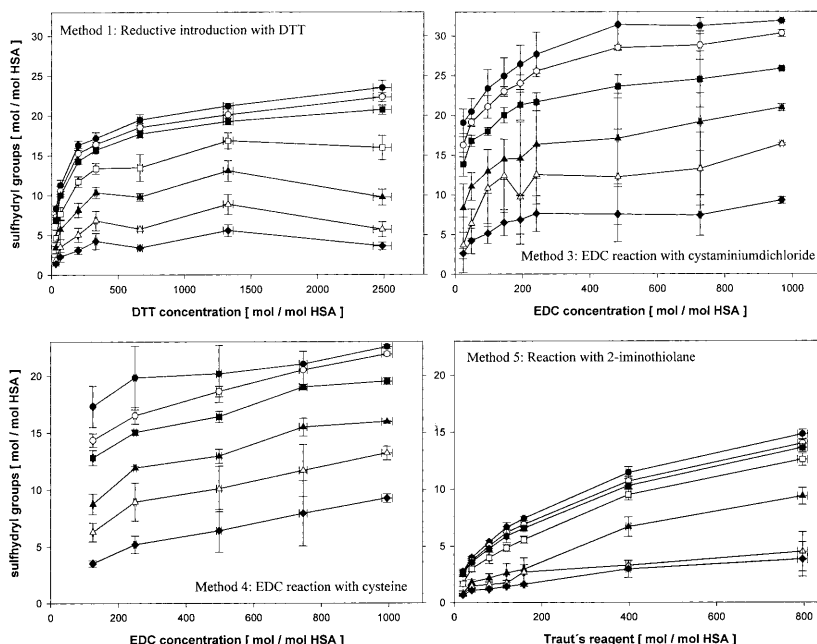 Method 1: Reductive introduction with DTT
sulfhydryl groups [ mol / mol HSA ]
30
25
20
15
10
5
0
0 500 1000 1500 2000 2500
DTT concentration [ mol / mol HSA ]
30
20
10
0
0 200 400 600 800 1000
Method 3: EDC reaction with cystaminiumdichloride
EDC concentration [ mol / mol HSA ]
sulfhydryl groups [ mol / mol HSA ]
20
15
10
5
0
0 200 400 600 800 1000
Method 4: EDC reaction with cysteine
EDC concentration [ mol / mol HSA ]
Method 5: Reaction with 2-iminothiolane
20
15
10
5
0
0 200 400 600 800
Traut´s reagent [ mol / mol HSA ]